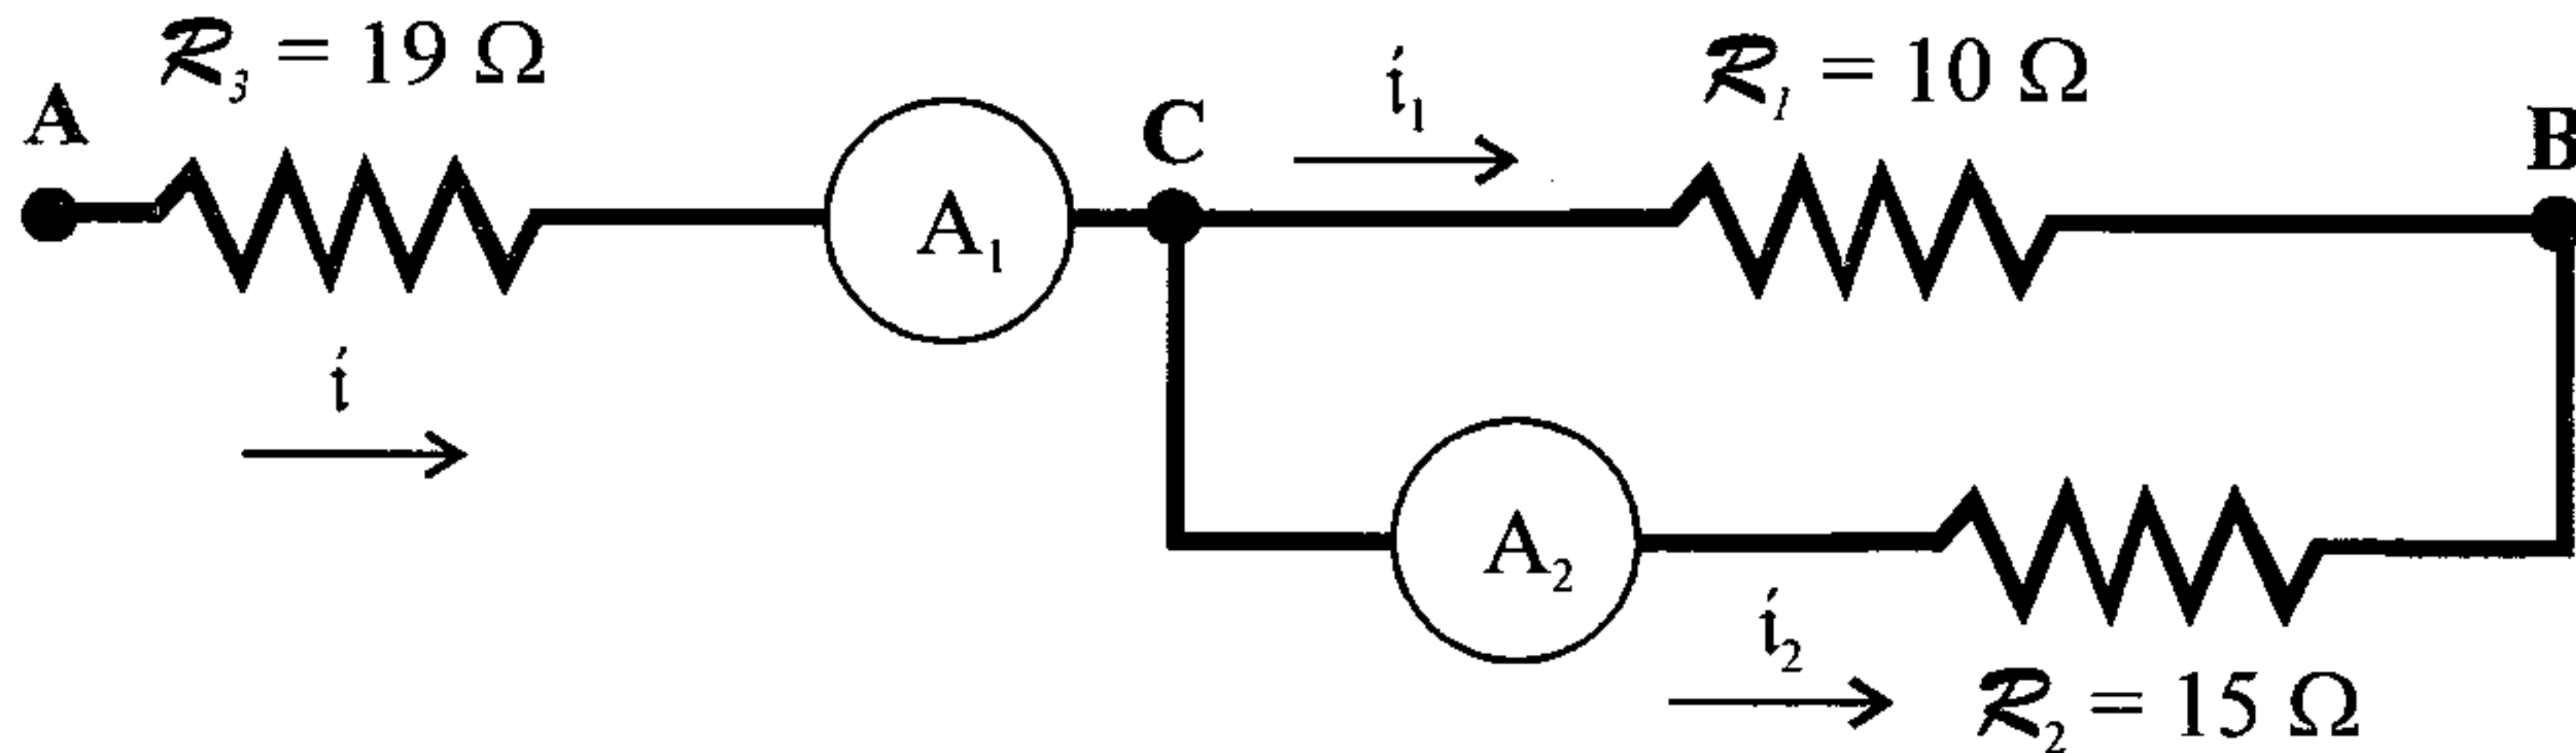 R₃ = 19 Ω
A
A₁
C
i₁
R₁ = 10 Ω
B
i
A₂
i₂
R₂ = 15 Ω